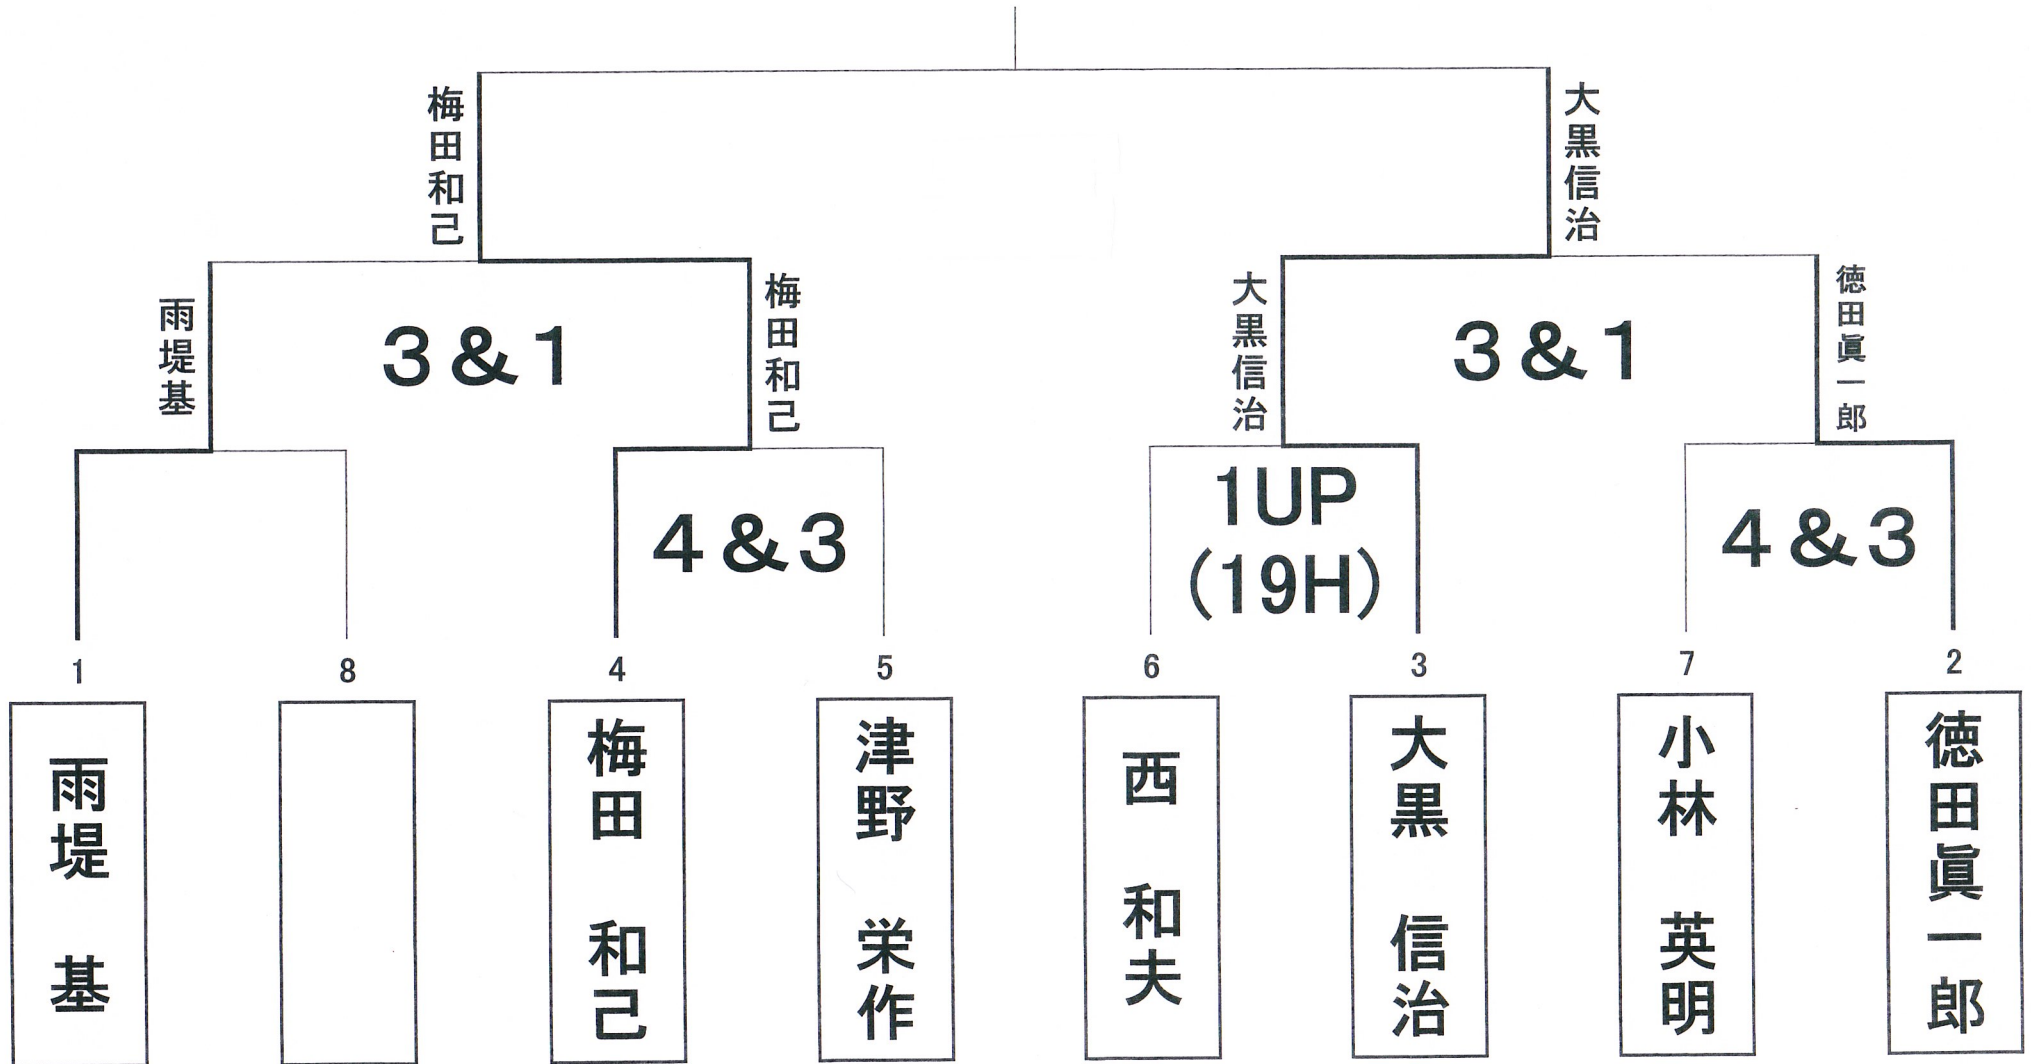 梅田和己
大黒信治
雨堤基
3&1
梅田和己
大黒信治
3&1
徳田眞一郎
4&3
1UP
(19H)
4&3
1
8
4
5
6
3
7
2
雨堤 基
梅田 和己
津野 栄作
西 和夫
大黒 信治
小林 英明
徳田眞一郎